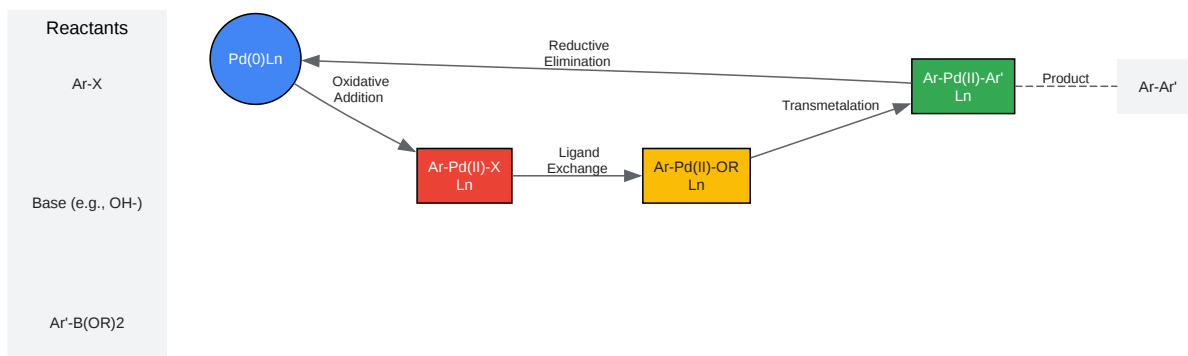 Reactants
Ar-X
Base (e.g., OH-)
Ar'-B(OR)2
Pd(0)Ln
Oxidative
Addition
Reductive
Elimination
Ar-Pd(II)-X
Ln
Ligand
Exchange
Ar-Pd(II)-OR
Ln
Transmetalation
Ar-Pd(II)-Ar'
Ln
Product
Ar-Ar'